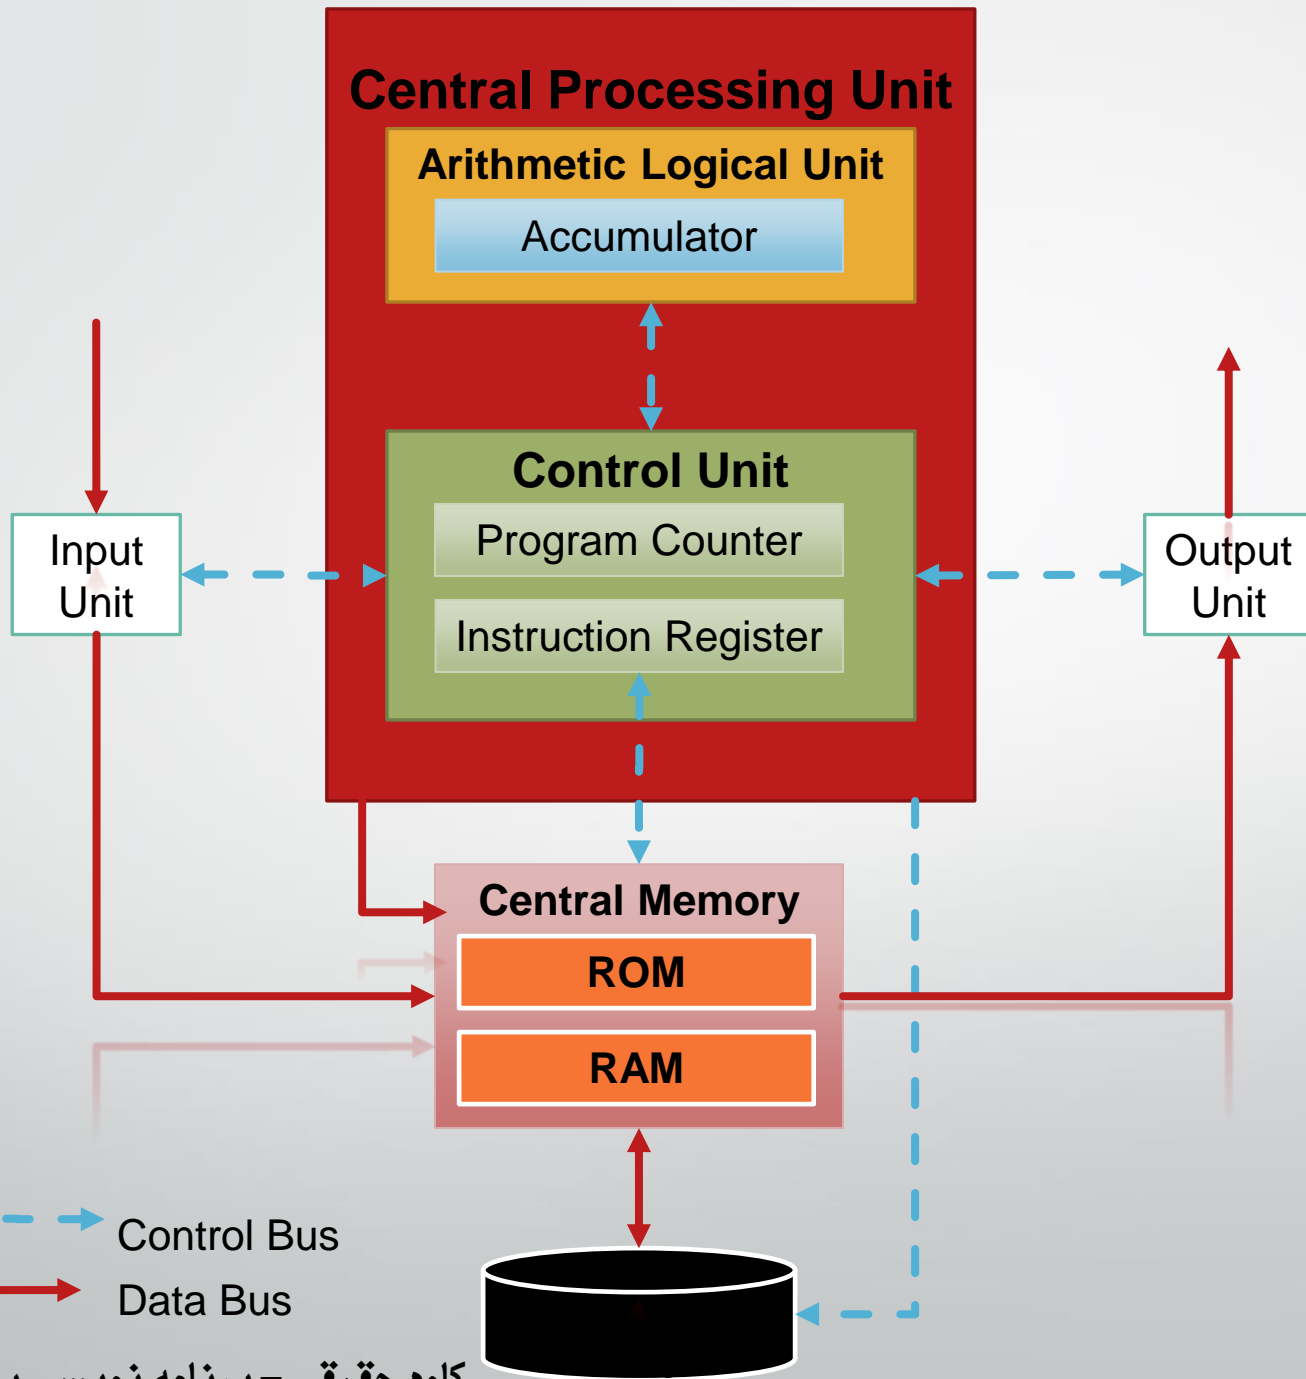 Central Processing Unit
Arithmetic Logical Unit
Accumulator
Control Unit
Program Counter
Instruction Register
Input
Unit
Output
Unit
Central Memory
ROM
RAM
Control Bus
Data Bus